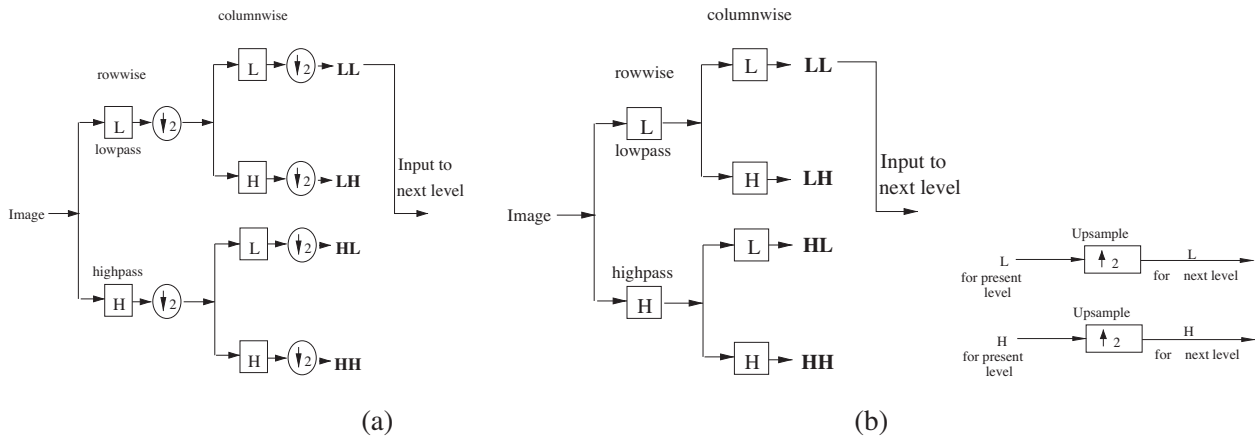 columnwise
rowwise
L
2
LL
L
2
lowpass
H
2
LH
Input to
next level
Image
highpass
H
2
L
2
HL
H
2
HH
(a)
columnwise
rowwise
L
LL
L
lowpass
H
LH
Input to
next level
Image
highpass
H
L
HL
H
HH
Upsample
L
2
L
for present
level
for next level
Upsample
H
2
H
for present
level
for next level
(b)